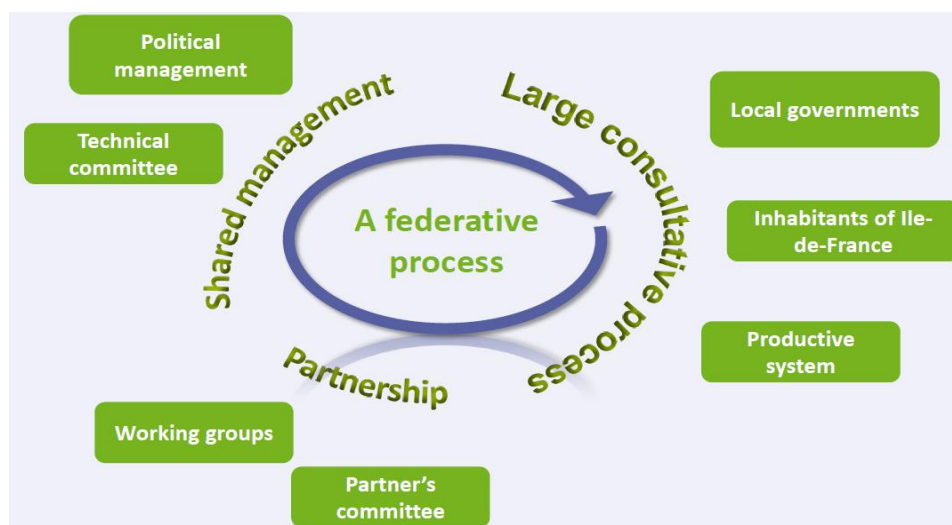 Political
management
Technical
committee
Shared management
Large consultative process
Local governments
Inhabitants of Ile-
de-France
Productive
system
A federative
process
Partnership
Working groups
Partner's
committee